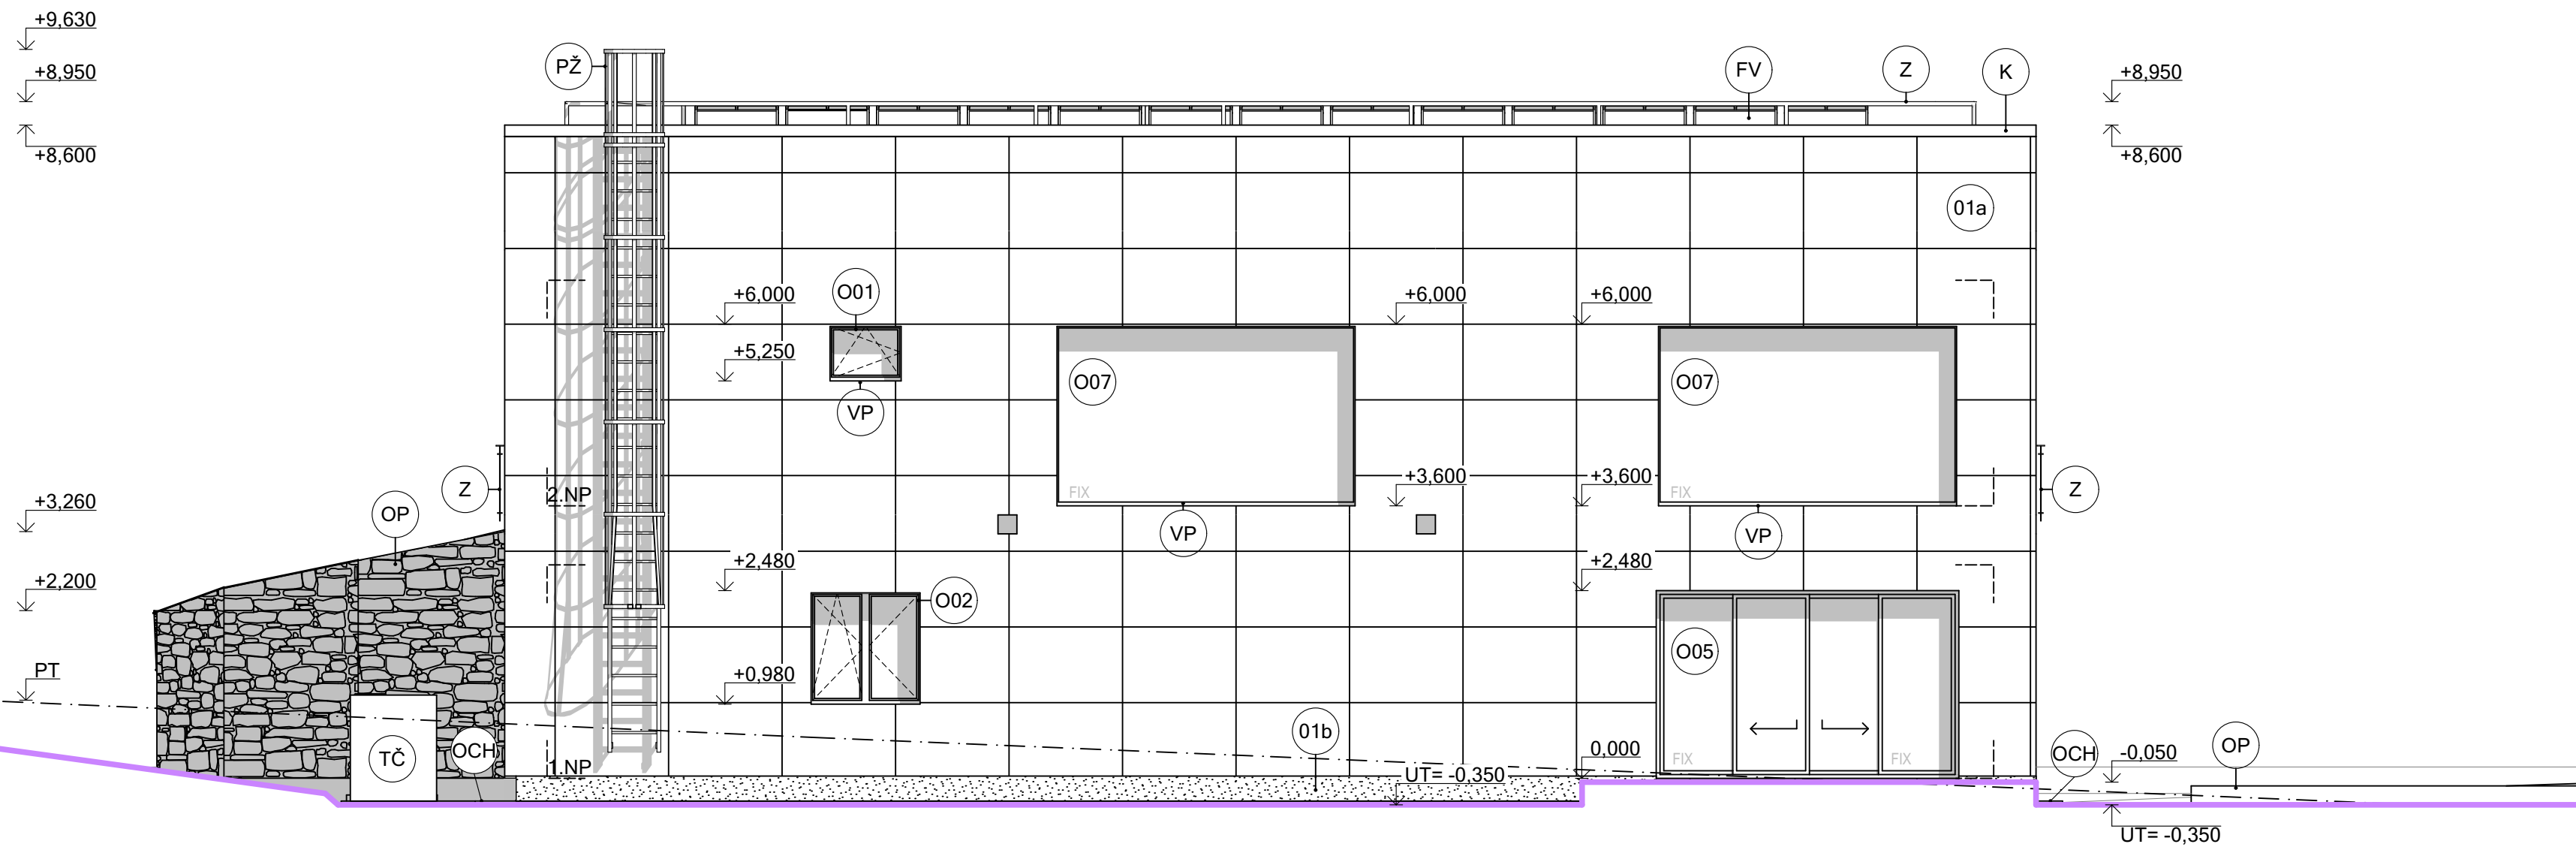 +9,630
PŽ
FV
Z
K
+8,950
+8,950
+8,600
+8,600
01a
+6,000
O01
+6,000
+6,000
+5,250
O07
O07
VP
+3,600
+3,600
Z
2.NP
FIX
FIX
Z
+3,260
OP
VP
VP
+2,480
+2,480
+2,200
O02
O05
PT
+0,980
01b
TČ
OCH
0,000
FIX
FIX
OCH
-0,050
OP
1.NP
UT= -0,350
UT= -0,350